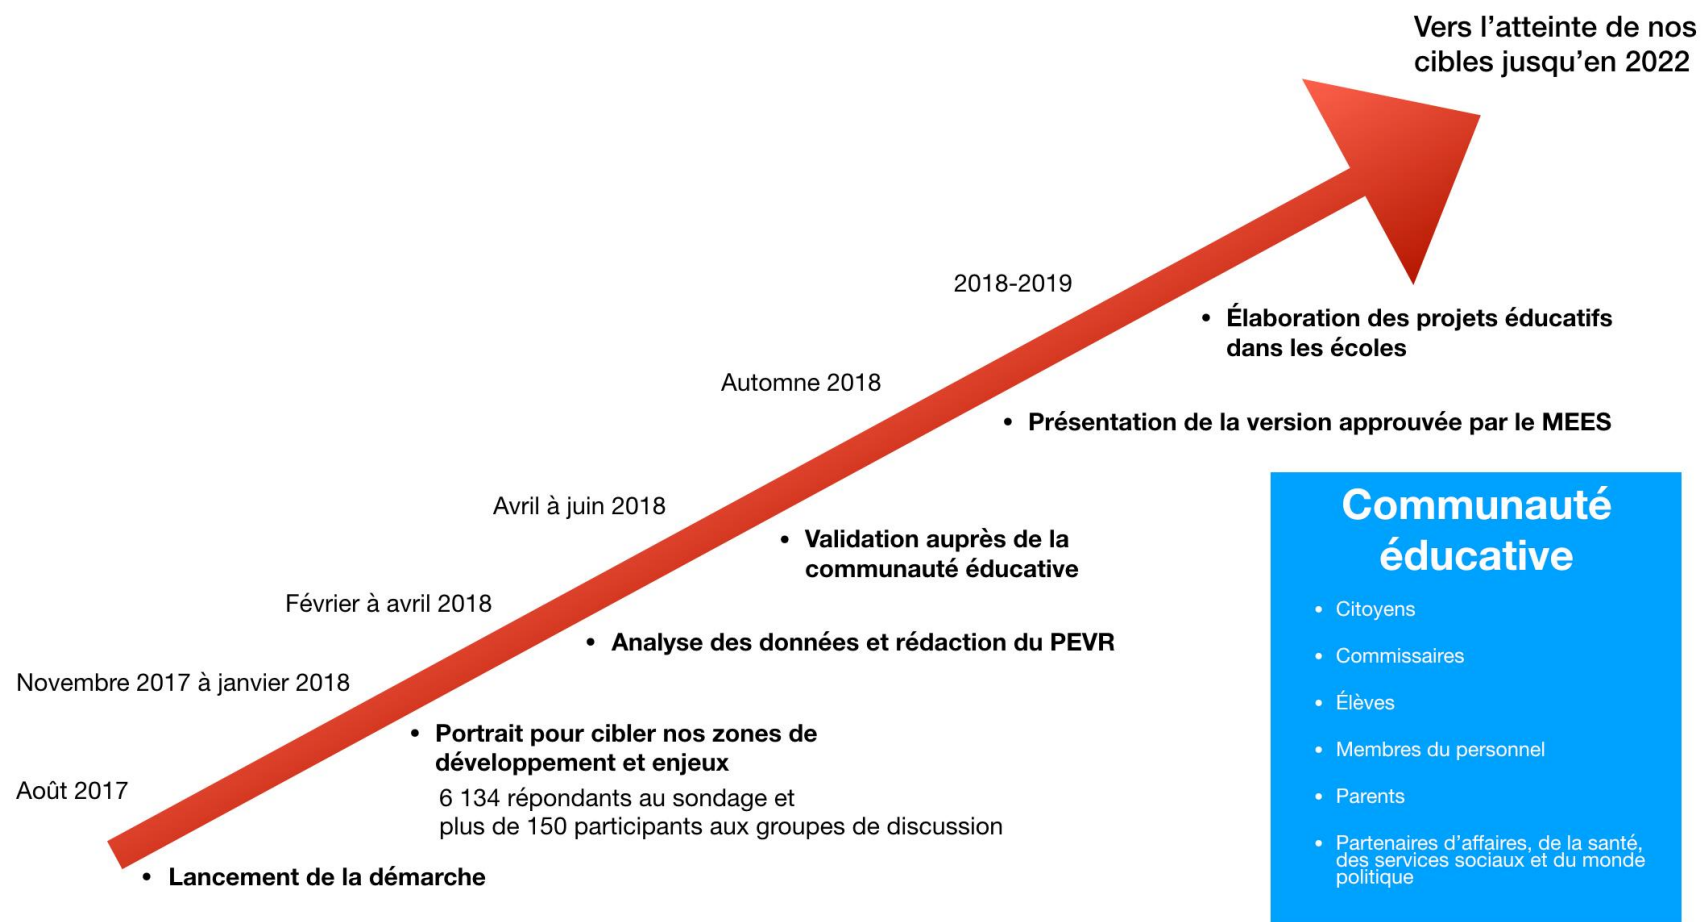 Vers l’atteinte de nos
cibles jusqu’en 2022
2018-2019
• Élaboration des projets éducatifs
dans les écoles
Automne 2018
• Présentation de la version approuvée par le MEES
Avril à juin 2018
• Validation auprès de la
communauté éducative
Février à avril 2018
• Analyse des données et rédaction du PEVR
Novembre 2017 à janvier 2018
• Portrait pour cibler nos zones de
développement et enjeux
6 134 répondants au sondage et
plus de 150 participants aux groupes de discussion
Août 2017
• Lancement de la démarche
Communauté
éducative
• Citoyens
• Commissaires
• Élèves
• Membres du personnel
• Parents
• Partenaires d’affaires, de la santé,
des services sociaux et du monde
politique